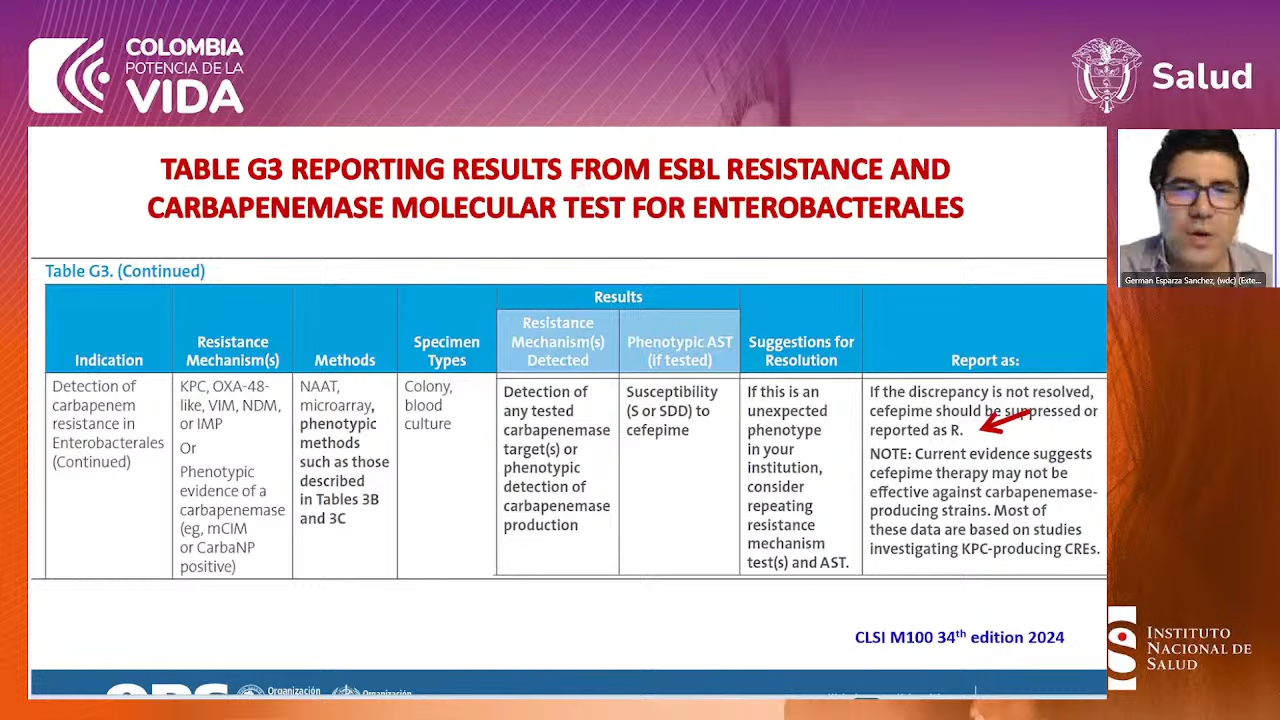 COLOMBIA
POTENCIA DE LA
VIDA
Salud
TABLE G3 REPORTING RESULTS FROM ESBL RESISTANCE AND
CARBAPENEMASE MOLECULAR TEST FOR ENTEROBACTERALES
Table G3. (Continued)
Results
Indication
Resistance
Mechanism(s)
Methods
Specimen
Types
Resistance
Mechanism(s)
Detected
Phenotypic AST
(if tested)
Suggestions for
Resolution
Report as:
Detection of
carbapenem
resistance in
Enterobacterales
(Continued)
KPC, OXA-48-
like, VIM, NDM,
or IMP
Or
Phenotypic
evidence of a
carbapenemase
(eg, mCIM
or CarbaNP
positive)
NAAT,
microarray,
phenotypic
methods
such as those
described
in Tables 3B
and 3C
Colony,
blood
culture
Detection of
any tested
carbapenemase
target(s) or
phenotypic
detection of
carbapenemase
production
Susceptibility
(S or SDD) to
cefepime
If this is an
unexpected
phenotype
in your
institution,
consider
repeating
resistance
mechanism
test(s) and AST.
If the discrepancy is not resolved,
cefepime should be suppressed or
reported as R.
NOTE: Current evidence suggests
cefepime therapy may not be
effective against carbapenemase-
producing strains. Most of
these data are based on studies
investigating KPC-producing CREs.
CLSI M100 34th edition 2024
German Esparza Sanchez, (wdc) (Exte...
INSTITUTO
NACIONAL DE
SALUD
OPS
Organización
Organización